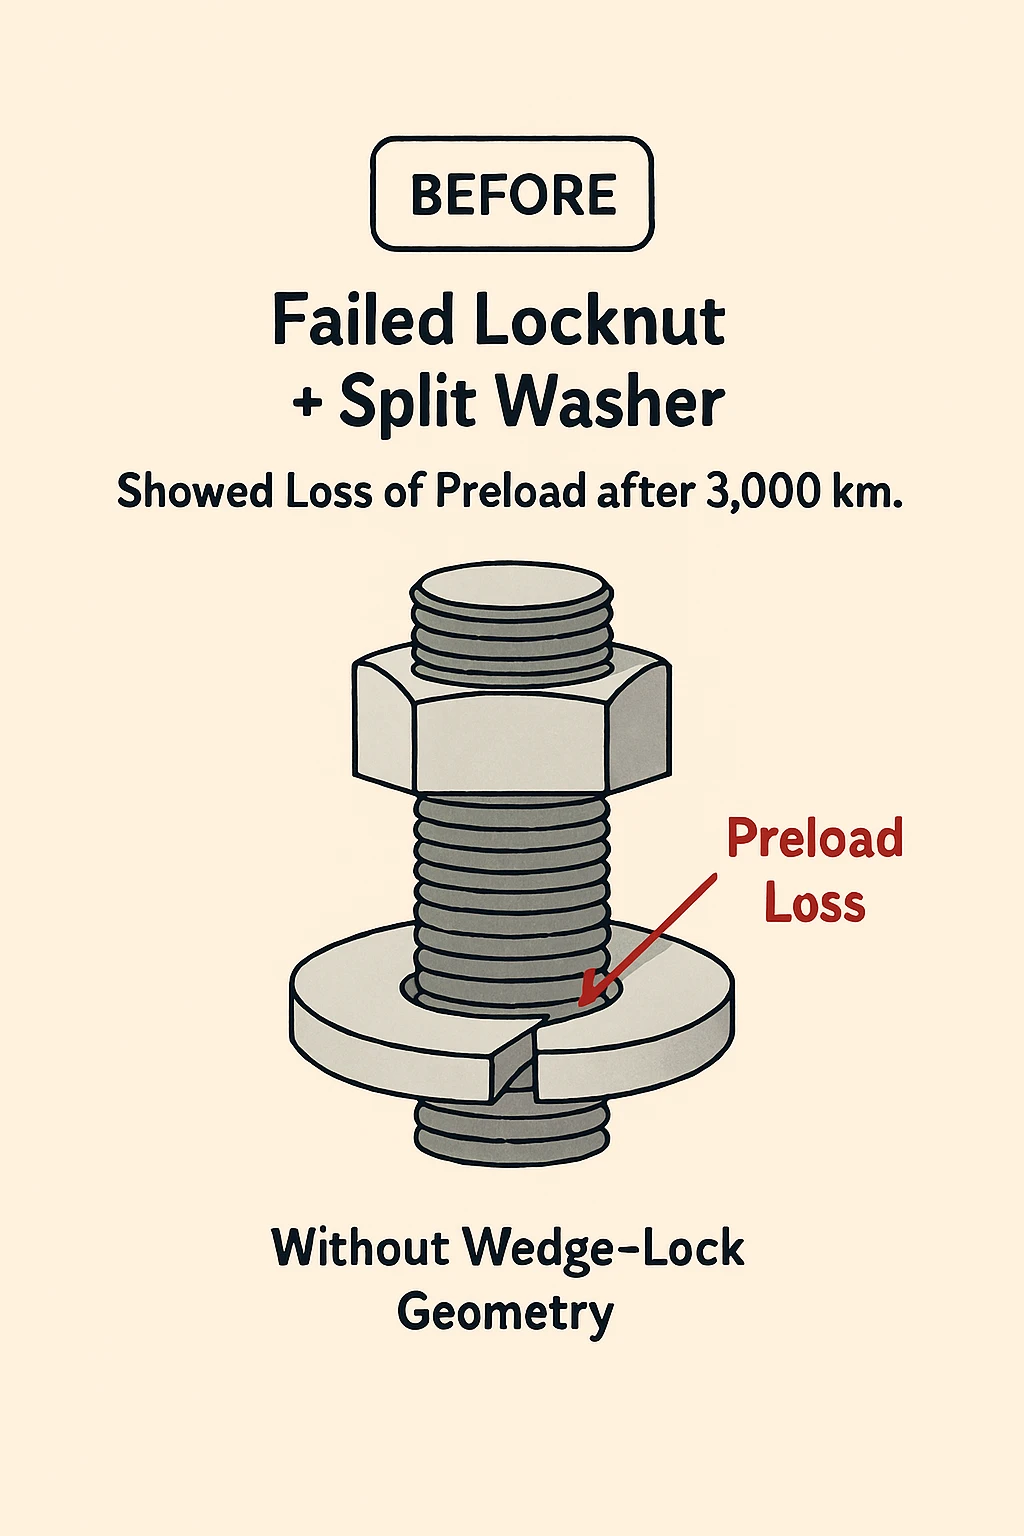 BEFORE
Failed Locknut
+ Split Washer
Showed Loss of Preload after 3,000 km.
Preload
Loss
Without Wedge-Lock
Geometry